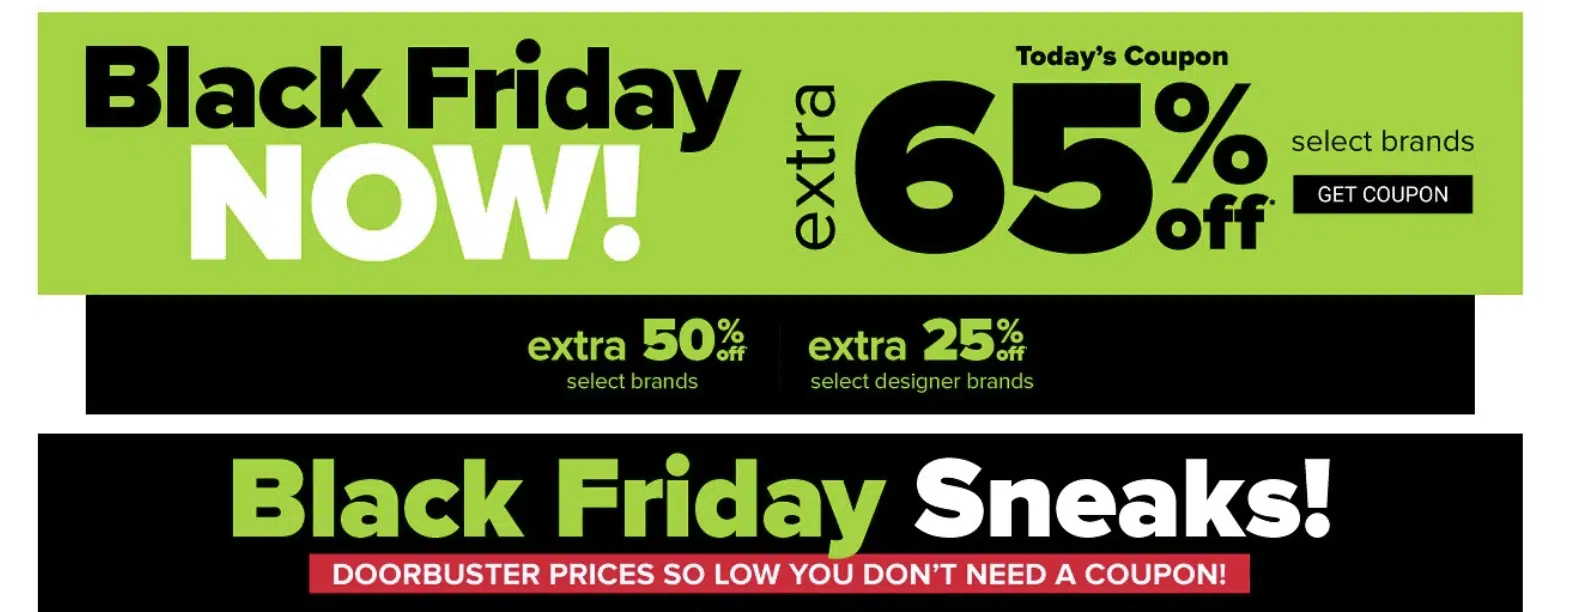 Black Friday
NOW!
Today's Coupon
extra 65% off*
select brands
GET COUPON
extra 50% off*
select brands
extra 25% off*
select designer brands
Black Friday Sneaks!
DOORBUSTER PRICES SO LOW YOU DON'T NEED A COUPON!